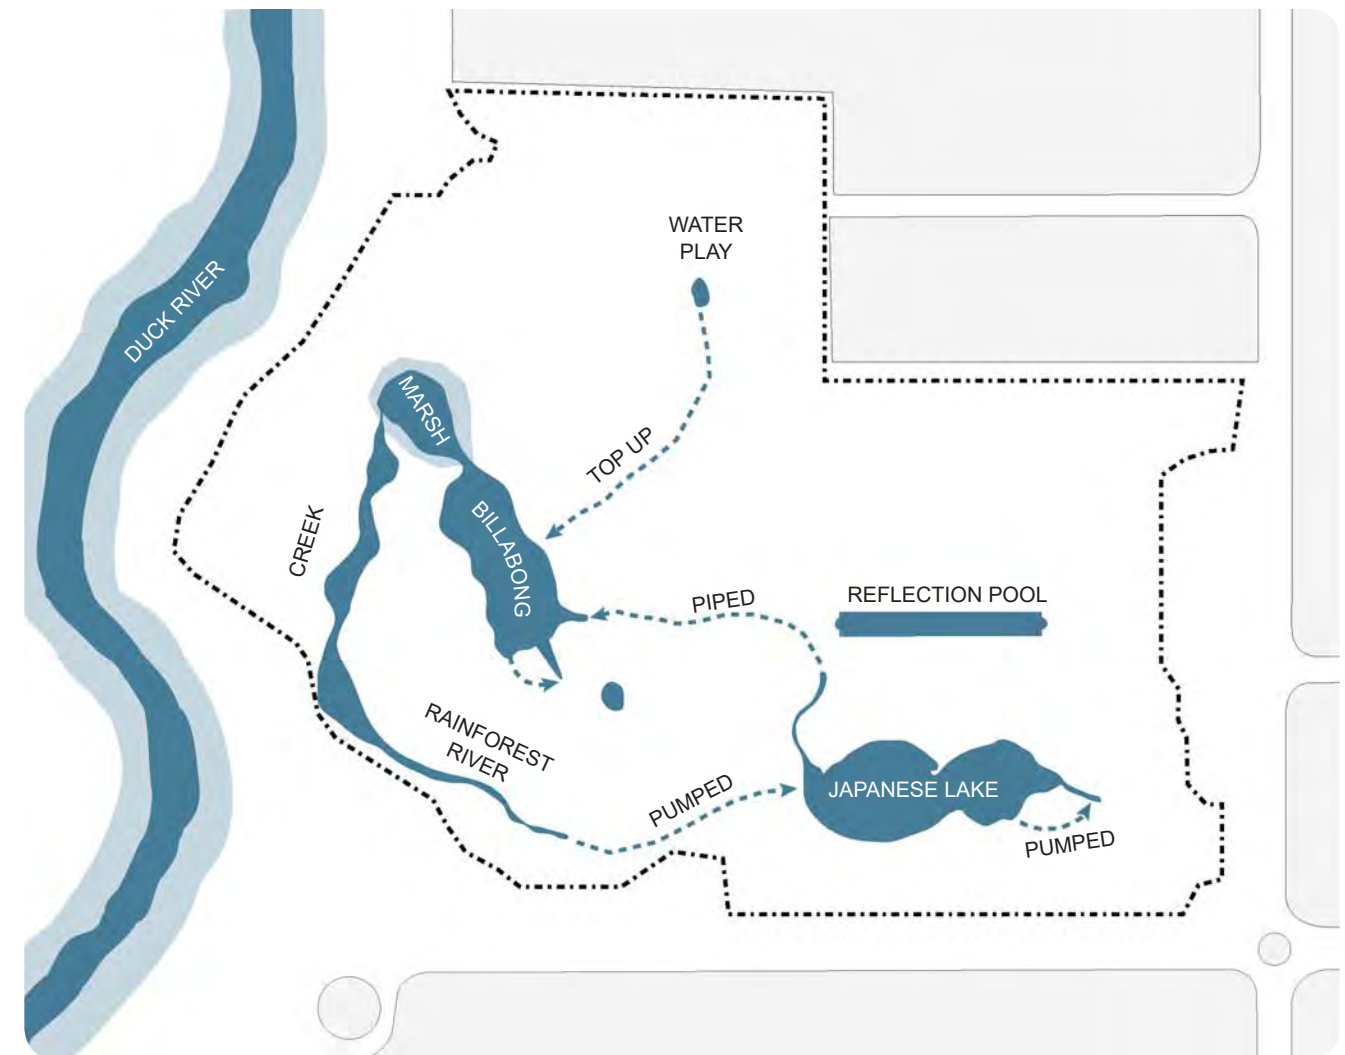 WATER
PLAY
DUCK RIVER
MARSH
TOP UP
BILLABONG
CREEK
PIPED
REFLECTION POOL
RAINFOREST
RIVER
PUMPED
JAPANESE LAKE
PUMPED